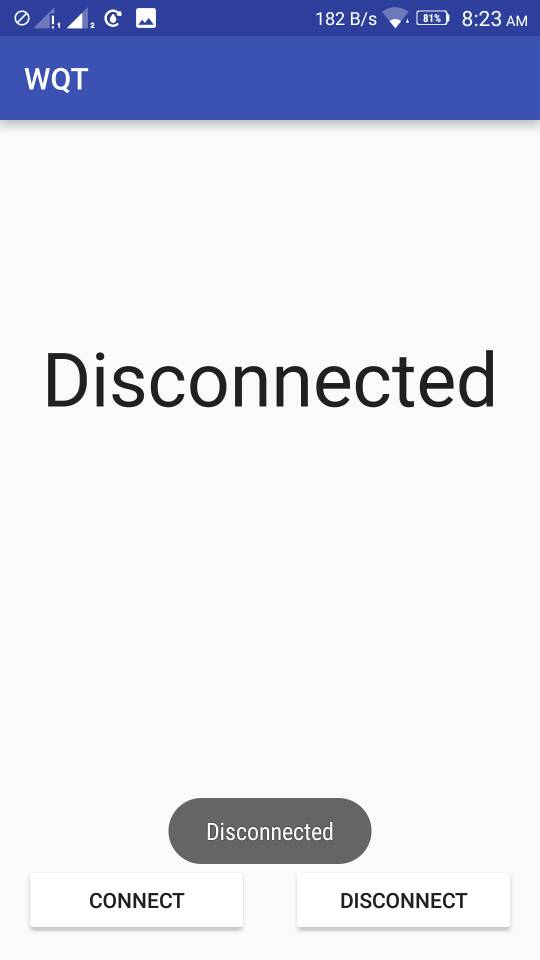 182 B/s 81% 8:23 AM
WQT
Disconnected
Disconnected
CONNECT DISCONNECT